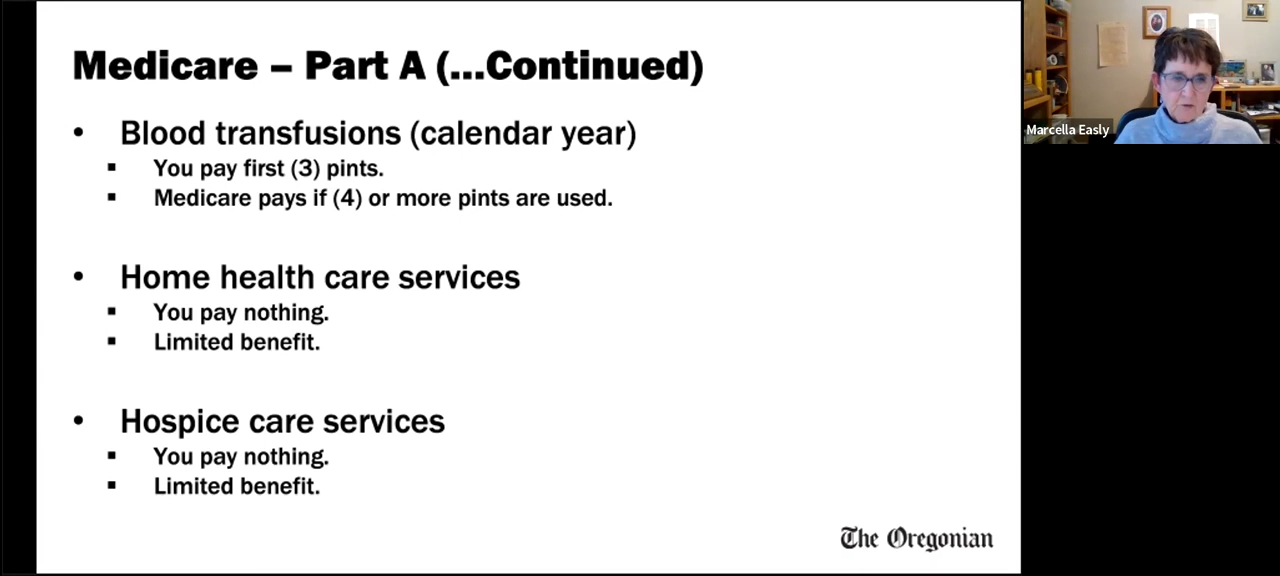 Medicare – Part A (...Continued)
• Blood transfusions (calendar year)
▪ You pay first (3) pints.
▪ Medicare pays if (4) or more pints are used.
• Home health care services
▪ You pay nothing.
▪ Limited benefit.
• Hospice care services
▪ You pay nothing.
▪ Limited benefit.
The Oregonian
Marcella Easly